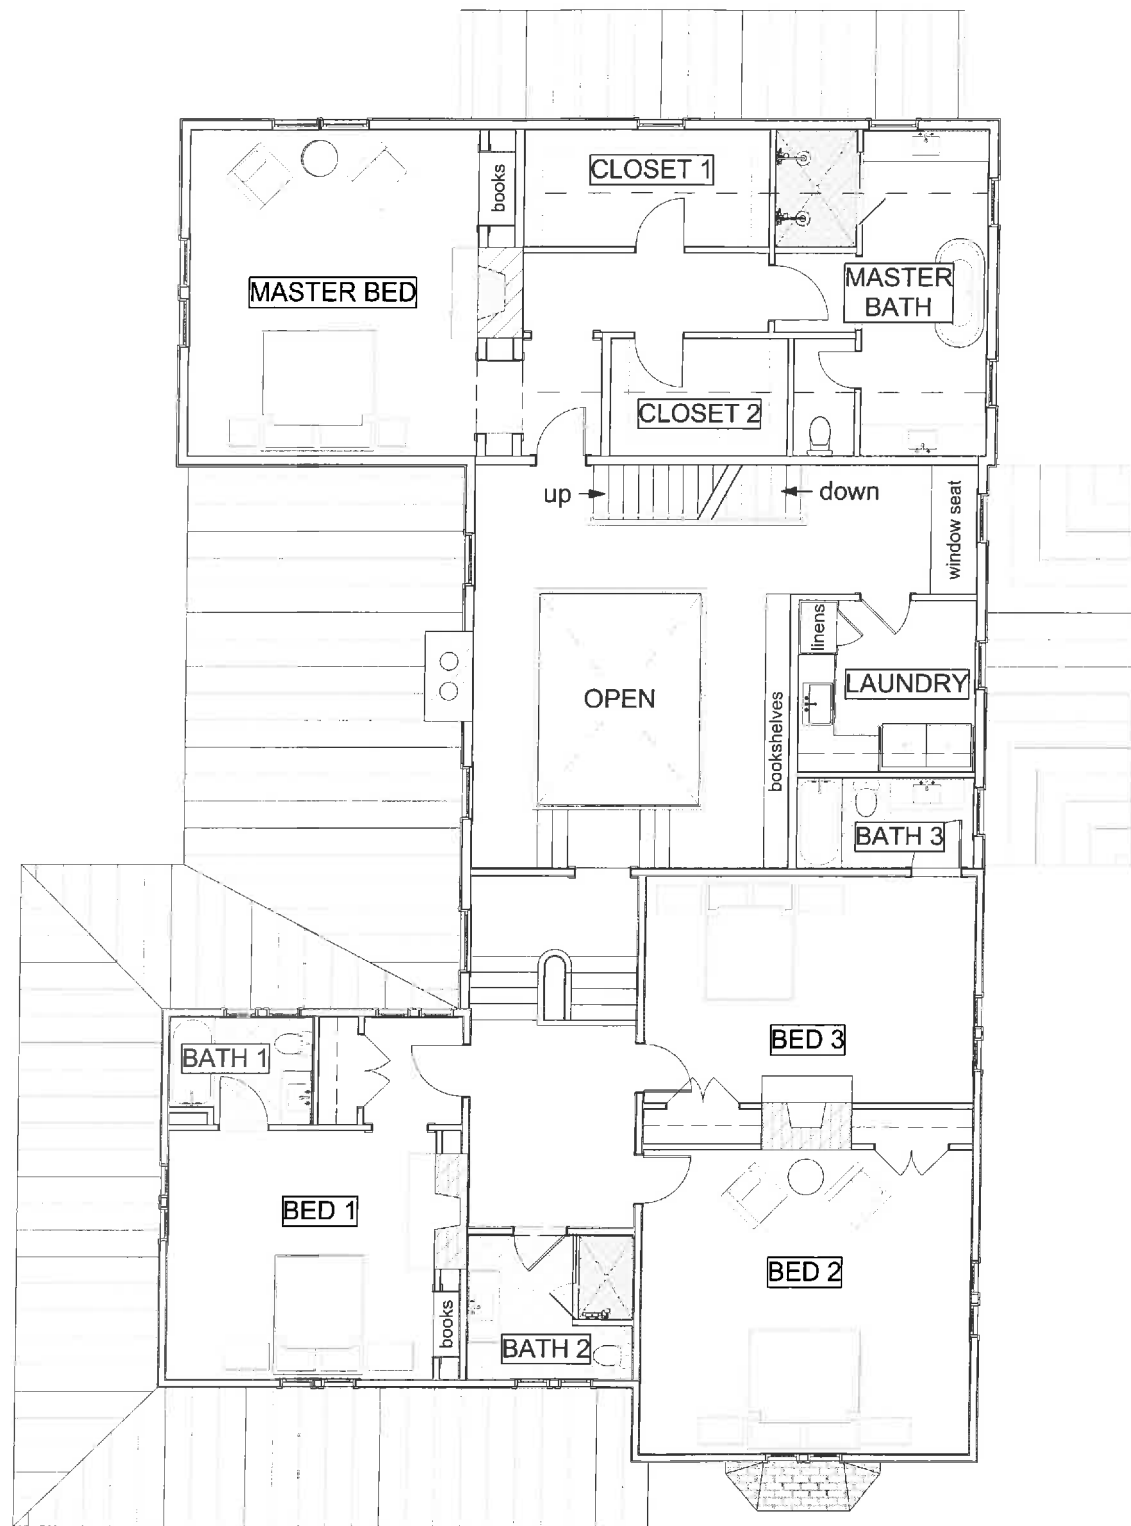 books
CLOSET 1
MASTER BED
MASTER
BATH
CLOSET 2
up
down
window seat
linens
LAUNDRY
OPEN
bookshelves
BATH 3
BED 3
BATH 1
BED 1
BED 2
books
BATH 2